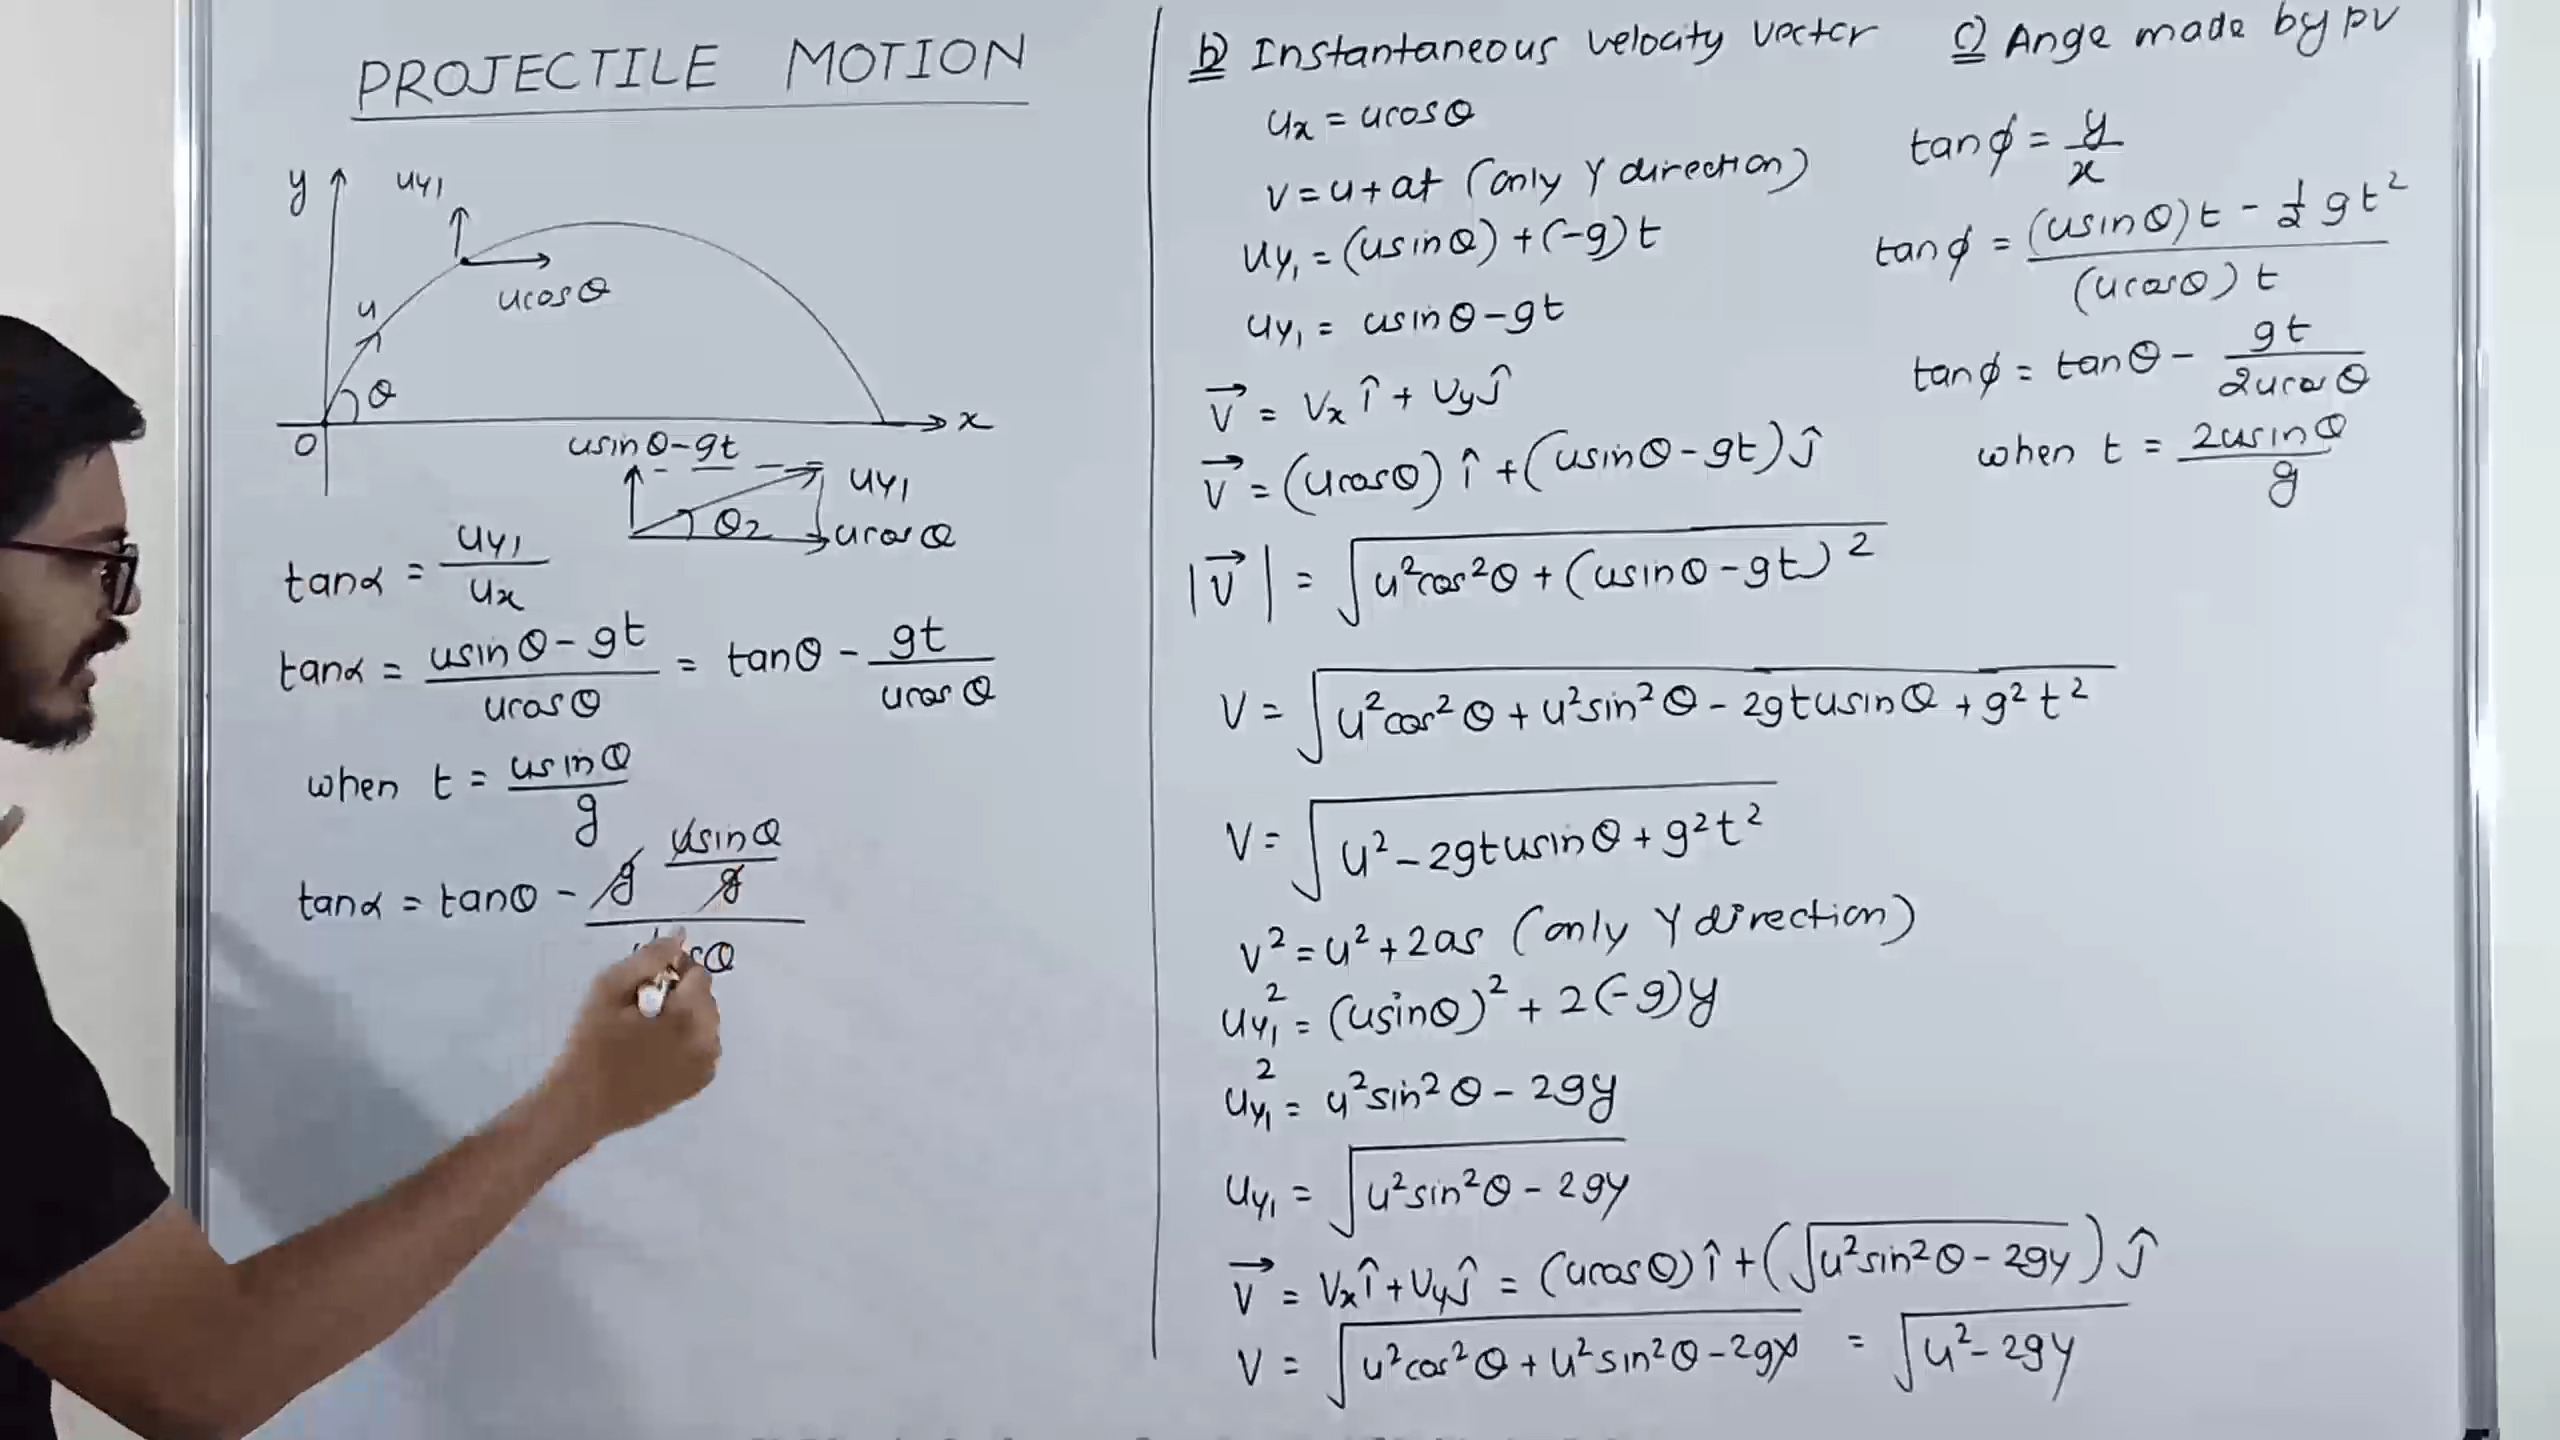 PROJECTILE MOTION
y uy1
ucosθ
u
θ
O x
usinθ-gt
uy1
θ2 ucosθ
tanα = uy1/ux
tanα = (usinθ-gt)/(ucosθ) = tanθ - gt/(ucosθ)
when t = usinθ/g
tanα = tanθ - (g usinθ/g)/
b) Instantaneous velocity vector
ux = ucosθ
v=u+at (only Y direction)
uy1 = (usinθ)+(-g)t
uy1 = usinθ-gt
v⃗ = vx î + vy ĵ
v⃗ = (ucosθ) î + (usinθ-gt) ĵ
|v⃗| = √(u²cos²θ + (usinθ-gt)²)
V = √(u²cos²θ + u²sin²θ - 2gtusinθ + g²t²)
V = √(u² - 2gtusinθ + g²t²)
v² = u²+2as (only Y direction)
uy1² = (usinθ)² + 2(-g)y
uy1² = u²sin²θ - 2gy
uy1 = √(u²sin²θ - 2gy)
v⃗ = vx î + vy ĵ = (ucosθ) î + (√(u²sin²θ - 2gy)) ĵ
V = √(u²cos²θ + u²sin²θ - 2gy) = √(u² - 2gy)
c) Ange made by pv
tanϕ = y/x
tanϕ = ((usinθ)t - ½ gt²)/((ucosθ)t)
tanϕ = tanθ - gt/(2ucosθ)
when t = 2usinθ/g